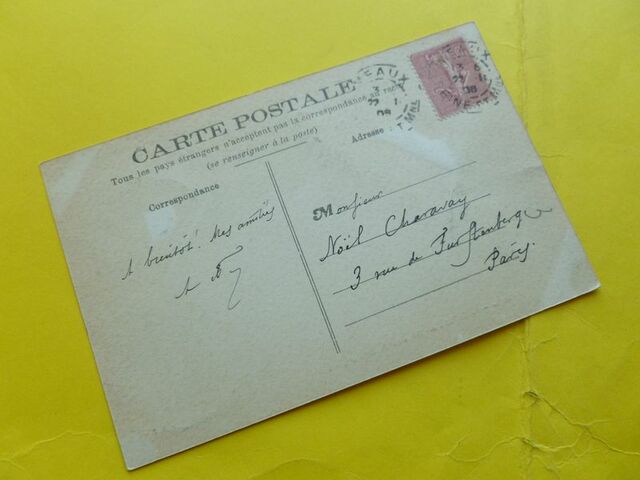 CARTE POSTALE
Tous les pays étrangers n'acceptent pas la correspondance au recto
(se renseigner à la poste)
Correspondance
Adresse
A bientôt! Mes amitiés
Monsieur
Noël Charavay
3 rue de Furstenberg
Paris.
MEAUX